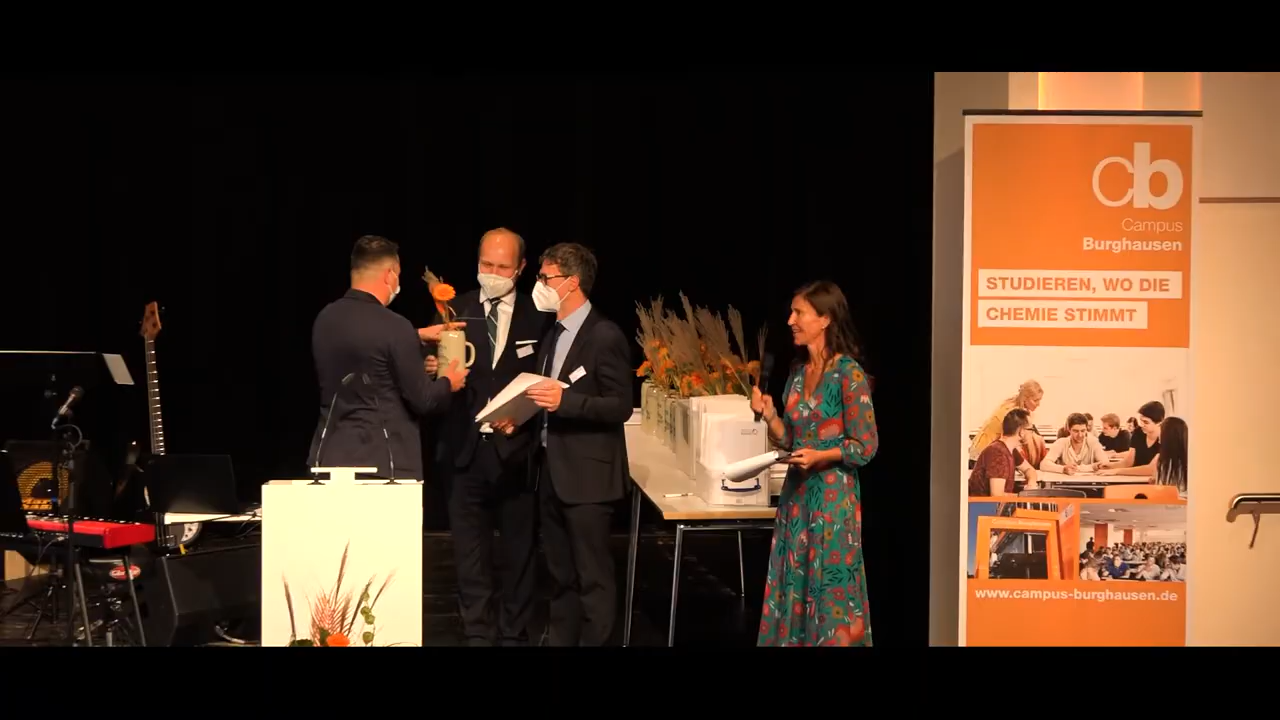 cb
Campus
Burghausen
STUDIEREN, WO DIE
CHEMIE STIMMT
www.campus-burghausen.de